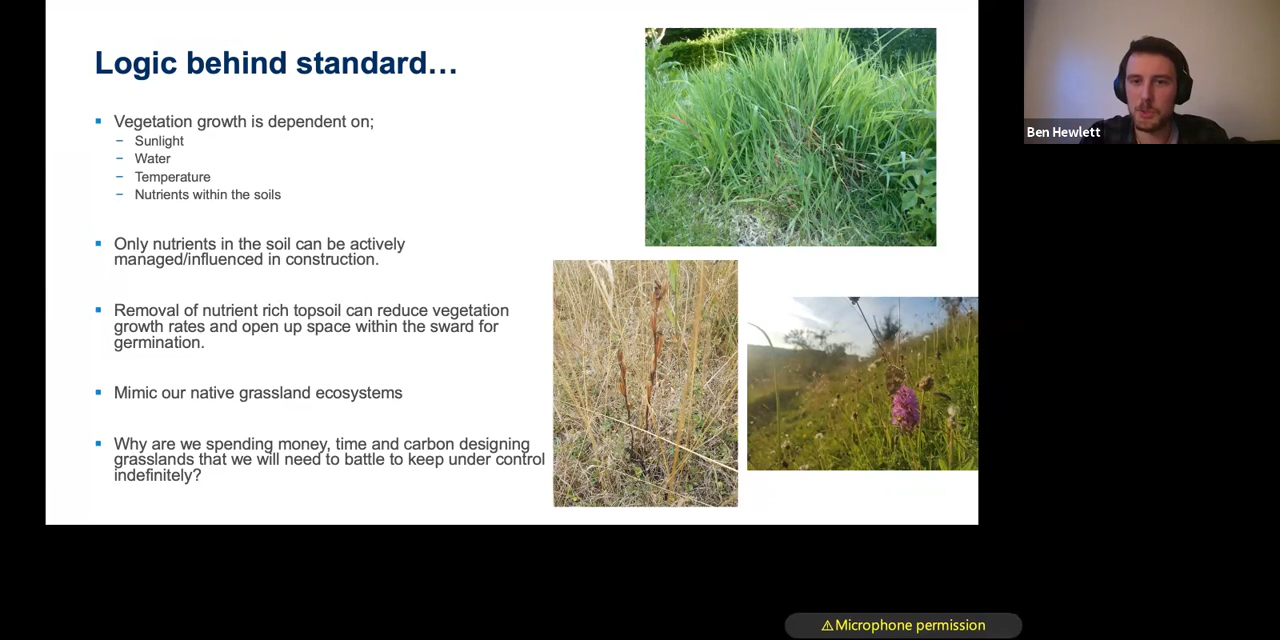 Logic behind standard…
▪ Vegetation growth is dependent on;
– Sunlight
– Water
– Temperature
– Nutrients within the soils
▪ Only nutrients in the soil can be actively
managed/influenced in construction.
▪ Removal of nutrient rich topsoil can reduce vegetation
growth rates and open up space within the sward for
germination.
▪ Mimic our native grassland ecosystems
▪ Why are we spending money, time and carbon designing
grasslands that we will need to battle to keep under control
indefinitely?
Ben Hewlett
⚠Microphone permission